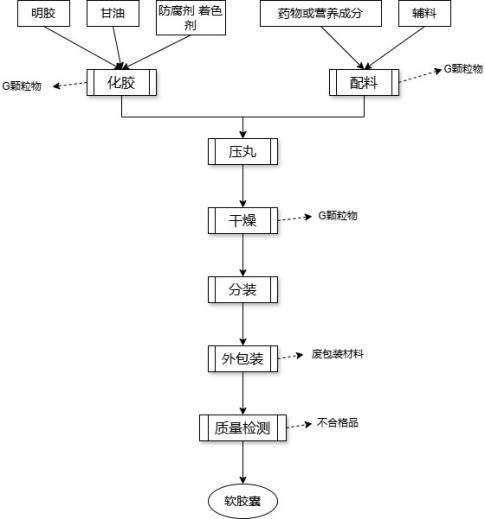 明胶
甘油
防腐剂 着色
剂
药物或营养成分
辅料
G颗粒物
化胶
配料
G颗粒物
压丸
干燥
G颗粒物
分装
外包装
废包装材料
质量检测
不合格品
软胶囊